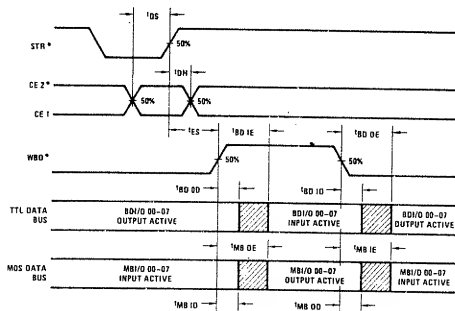 tDS
STR*
50%
tDH
CE 2*
50%
50%
CE 1
tES
tBD IE
tBD OE
WBD*
50%
50%
tBD OD
tBD ID
TTL DATA
BUS
BDI/O 00-07
OUTPUT ACTIVE
BDI/O 00-07
INPUT ACTIVE
BDI/O 00-07
OUTPUT ACTIVE
tMB OE
tMB IE
MOS DATA
BUS
MBI/O 00-07
INPUT ACTIVE
MBI/O 00-07
OUTPUT ACTIVE
MBI/O 00-07
INPUT ACTIVE
tMB ID
tMB OD